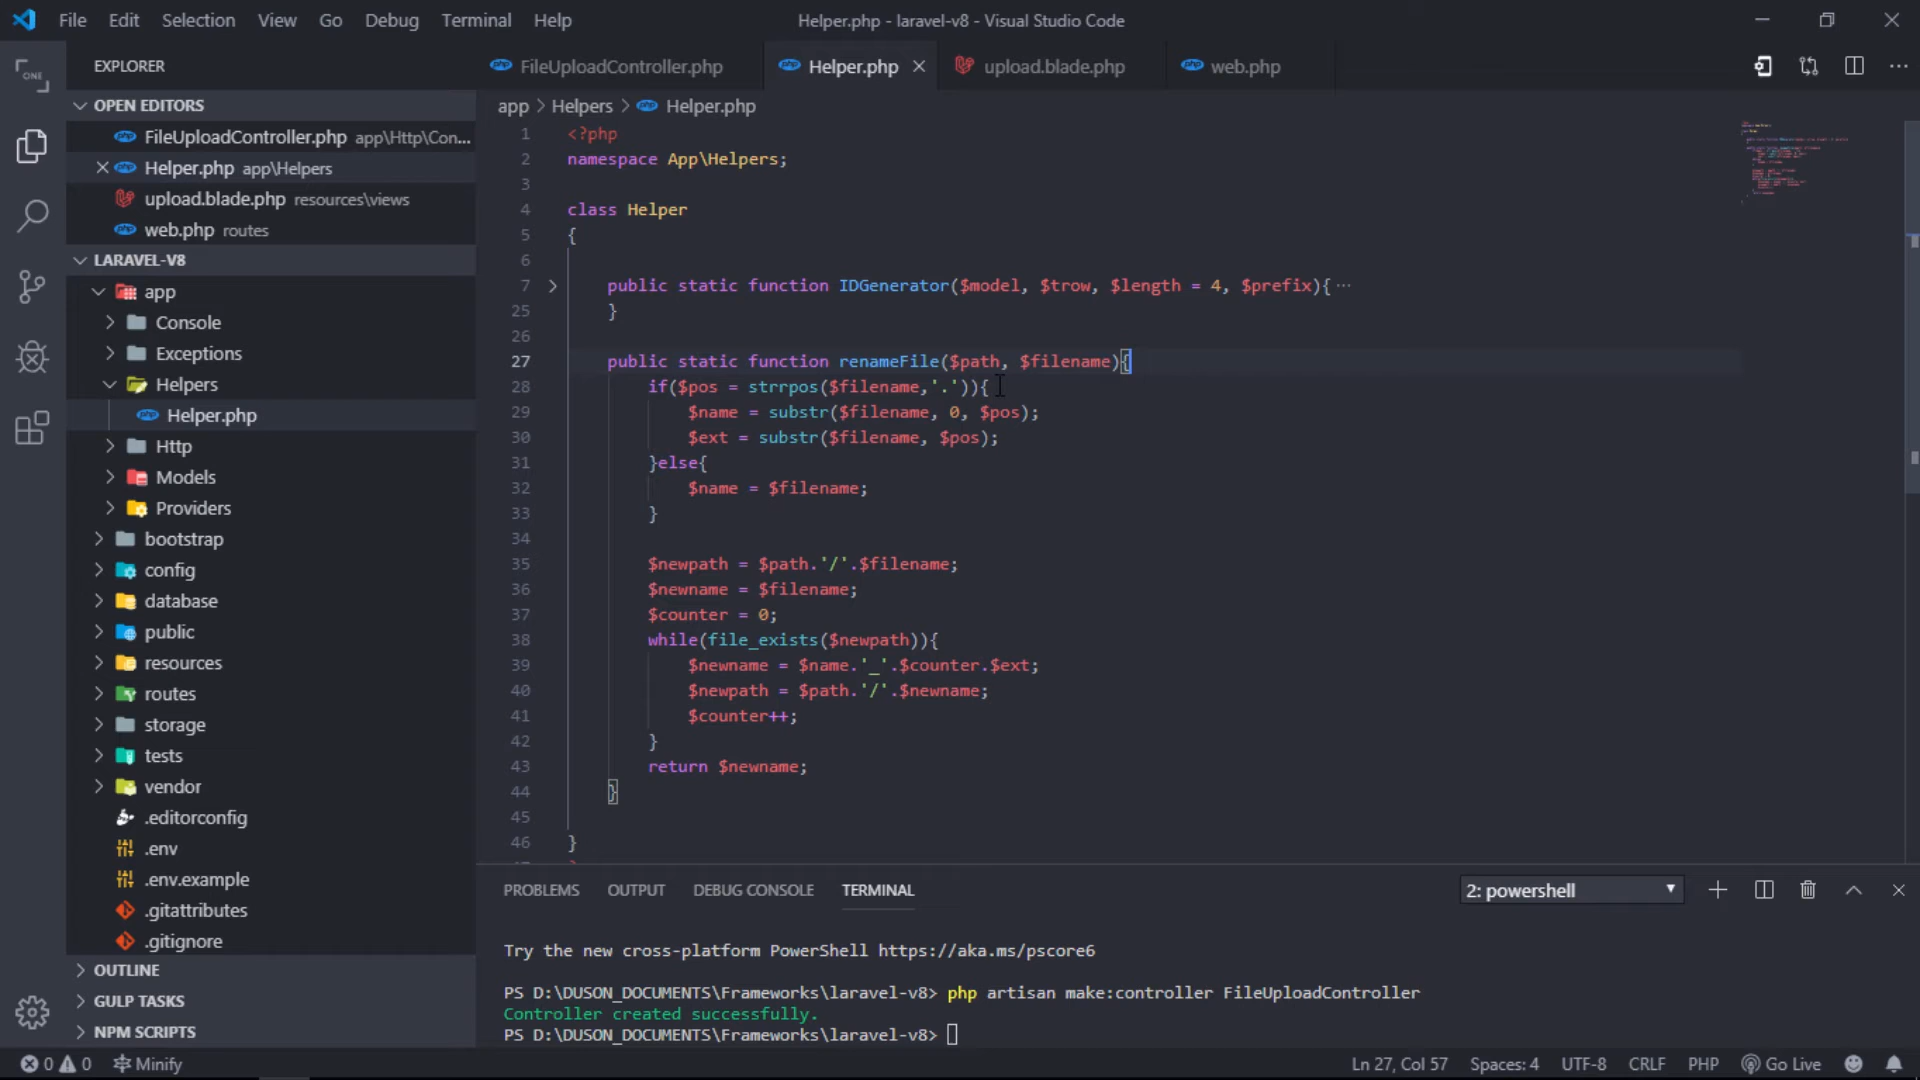 File Edit Selection View Go Debug Terminal Help
Helper.php - laravel-v8 - Visual Studio Code
ONE
EXPLORER
OPEN EDITORS
FileUploadController.php app\Http\Con...
Helper.php app\Helpers
upload.blade.php resources\views
web.php routes
LARAVEL-V8
app
Console
Exceptions
Helpers
Helper.php
Http
Models
Providers
bootstrap
config
database
public
resources
routes
storage
tests
vendor
.editorconfig
.env
.env.example
.gitattributes
.gitignore
OUTLINE
GULP TASKS
NPM SCRIPTS
FileUploadController.php Helper.php upload.blade.php web.php
app > Helpers > Helper.php
1 <?php
2 namespace App\Helpers;
3
4 class Helper
5 {
6
7 public static function IDGenerator($model, $trow, $length = 4, $prefix){...
25 }
26
27 public static function renameFile($path, $filename){
28 if($pos = strrpos($filename,'.')){
29 $name = substr($filename, 0, $pos);
30 $ext = substr($filename, $pos);
31 }else{
32 $name = $filename;
33 }
34
35 $newpath = $path.'/'.$filename;
36 $newname = $filename;
37 $counter = 0;
38 while(file_exists($newpath)){
39 $newname = $name.'_'.$counter.$ext;
40 $newpath = $path.'/'.$newname;
41 $counter++;
42 }
43 return $newname;
44 }
45
46 }
PROBLEMS OUTPUT DEBUG CONSOLE TERMINAL
2: powershell
Try the new cross-platform PowerShell https://aka.ms/pscore6
PS D:\DUSON_DOCUMENTS\Frameworks\laravel-v8> php artisan make:controller FileUploadController
Controller created successfully.
PS D:\DUSON_DOCUMENTS\Frameworks\laravel-v8>
0 0 Minify
Ln 27, Col 57 Spaces: 4 UTF-8 CRLF PHP Go Live